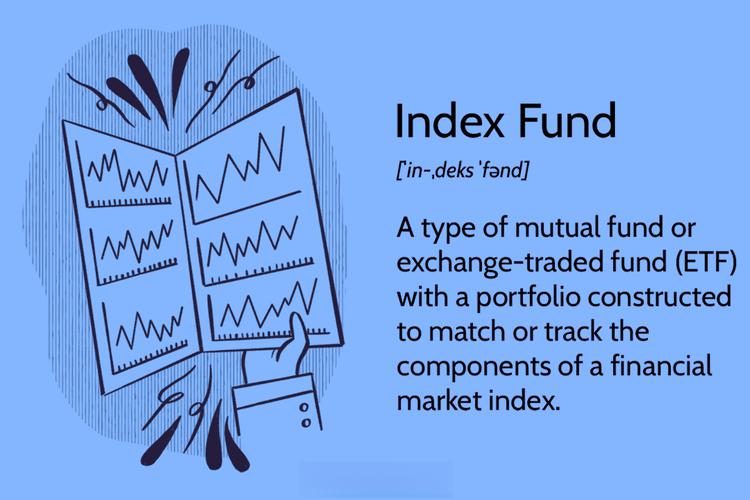 Index Fund
[ˈin-ˌdeks ˈfənd]
A type of mutual fund or
exchange-traded fund (ETF)
with a portfolio constructed
to match or track the
components of a financial
market index.